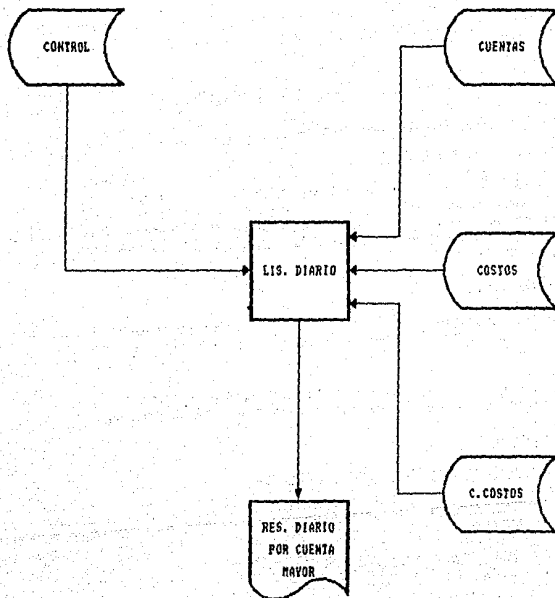 CONTROL
CUENTAS
LIS. DIARIO
COSTOS
C.COSTOS
RES. DIARIO
POR CUENTA
MAYOR